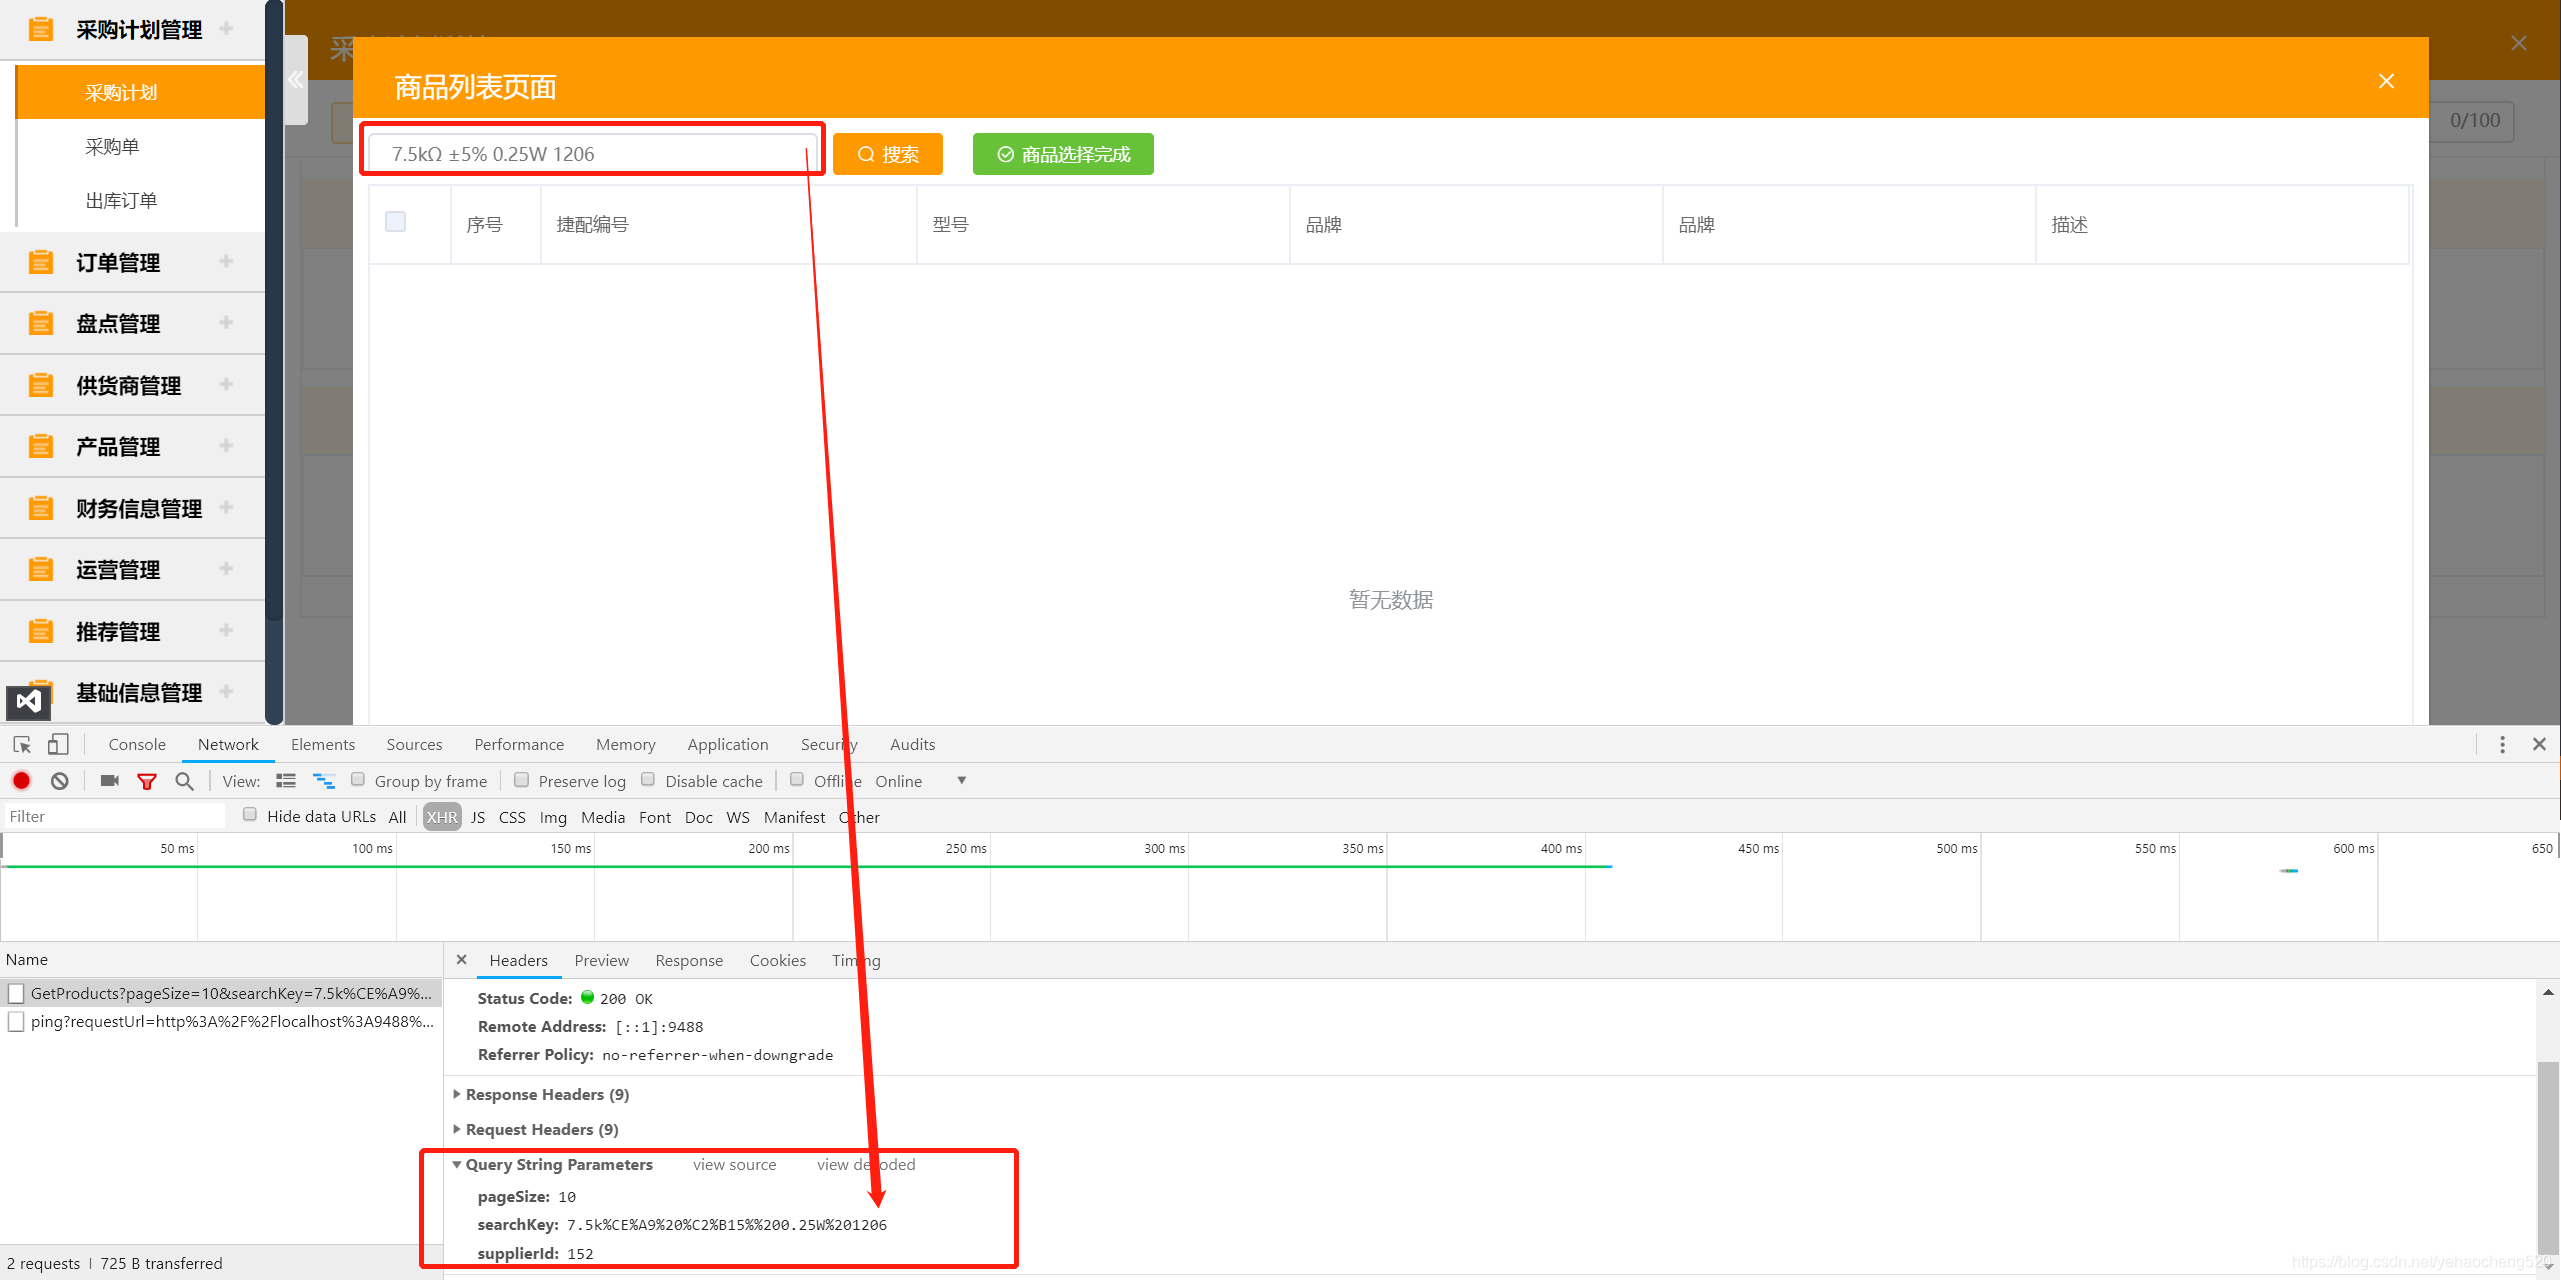 采购计划管理
采购计划
采购单
出库订单
订单管理
盘点管理
供货商管理
产品管理
财务信息管理
运营管理
推荐管理
基础信息管理
采
商品列表页面
0/100
7.5kΩ ±5% 0.25W 1206
搜索
商品选择完成
序号
捷配编号
型号
品牌
品牌
描述
暂无数据
Console Network Elements Sources Performance Memory Application Security Audits
View: Group by frame Preserve log Disable cache Offline Online
Filter Hide data URLs All XHR JS CSS Img Media Font Doc WS Manifest Other
50 ms 100 ms 150 ms 200 ms 250 ms 300 ms 350 ms 400 ms 450 ms 500 ms 550 ms 600 ms 650
Name
GetProducts?pageSize=10&searchKey=7.5k%CE%A9%...
ping?requestUrl=http%3A%2F%2Flocalhost%3A9488%...
2 requests | 725 B transferred
Headers Preview Response Cookies Timing
Status Code: 200 OK
Remote Address: [::1]:9488
Referrer Policy: no-referrer-when-downgrade
Response Headers (9)
Request Headers (9)
Query String Parameters view source view decoded
pageSize: 10
searchKey: 7.5k%CE%A9%20%C2%B15%%200.25W%201206
supplierId: 152
https://blog.csdn.net/yehaocheng520